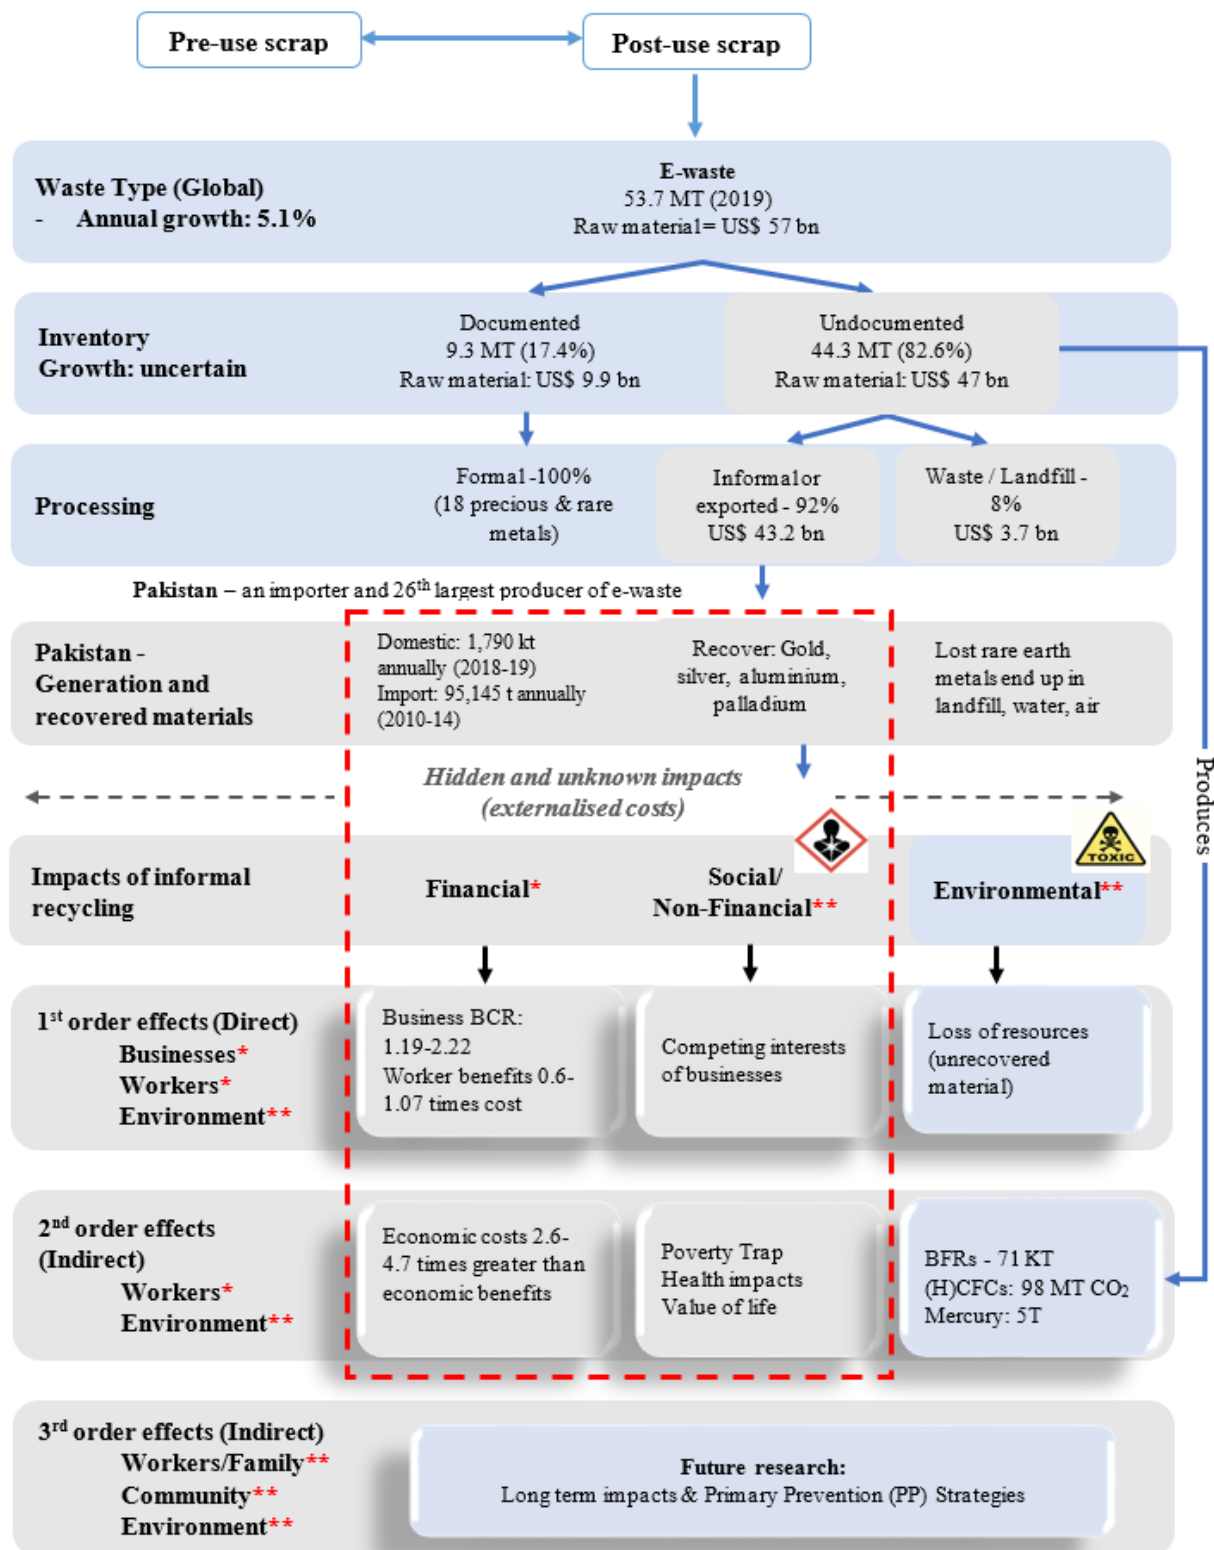 Pre-use scrap
Post-use scrap
Waste Type (Global)
- Annual growth: 5.1%
E-waste
53.7 MT (2019)
Raw material= US$ 57 bn
Inventory
Growth: uncertain
Documented
9.3 MT (17.4%)
Raw material: US$ 9.9 bn
Undocumented
44.3 MT (82.6%)
Raw material: US$ 47 bn
Processing
Formal -100%
(18 precious & rare
metals)
Informal or
exported - 92%
US$ 43.2 bn
Waste / Landfill -
8%
US$ 3.7 bn
Pakistan – an importer and 26th largest producer of e-waste
Pakistan -
Generation and
recovered materials
Domestic: 1,790 kt
annually (2018-19)
Import: 95,145 t annually
(2010-14)
Recover: Gold,
silver, aluminium,
palladium
Lost rare earth
metals end up in
landfill, water, air
Produces
Hidden and unknown impacts
(externalised costs)
TOXIC
Impacts of informal
recycling
Financial*
Social/
Non-Financial**
Environmental**
1st order effects (Direct)
Businesses*
Workers*
Environment**
Business BCR:
1.19-2.22
Worker benefits 0.6-
1.07 times cost
Competing interests
of businesses
Loss of resources
(unrecovered
material)
2nd order effects
(Indirect)
Workers*
Environment**
Economic costs 2.6-
4.7 times greater than
economic benefits
Poverty Trap
Health impacts
Value of life
BFRs - 71 KT
(H)CFCs: 98 MT CO2
Mercury: 5T
3rd order effects (Indirect)
Workers/Family**
Community**
Environment**
Future research:
Long term impacts & Primary Prevention (PP) Strategies